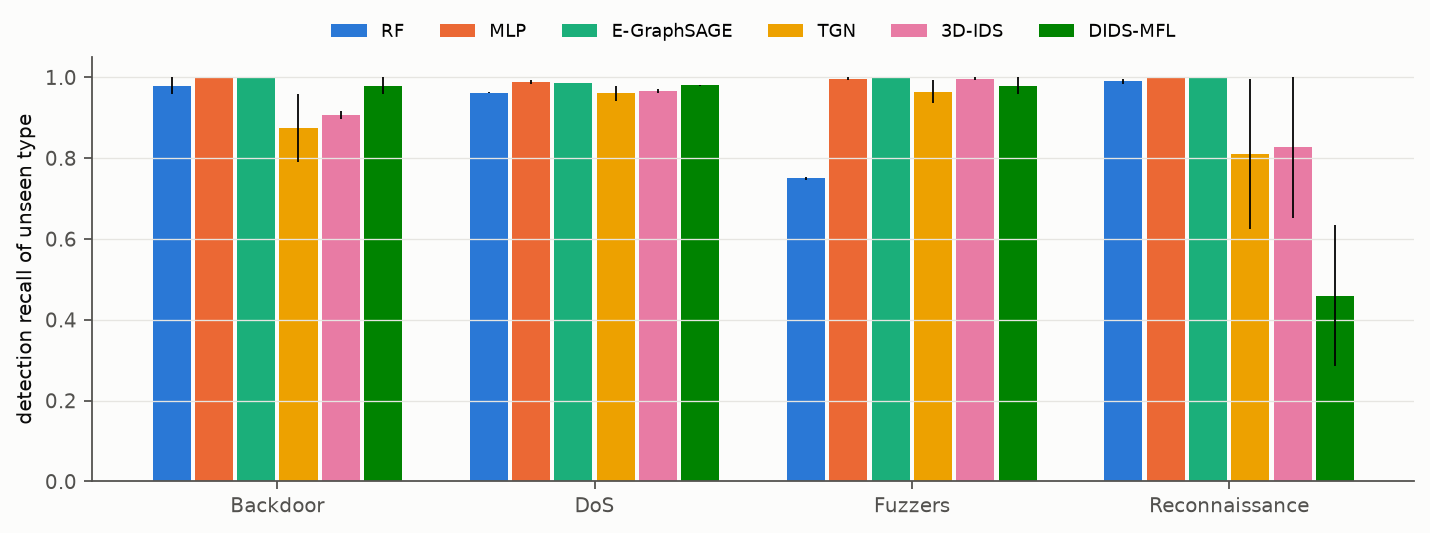 RF MLP E-GraphSAGE TGN 3D-IDS DIDS-MFL
detection recall of unseen type
1.0
0.8
0.6
0.4
0.2
0.0
Backdoor DoS Fuzzers Reconnaissance